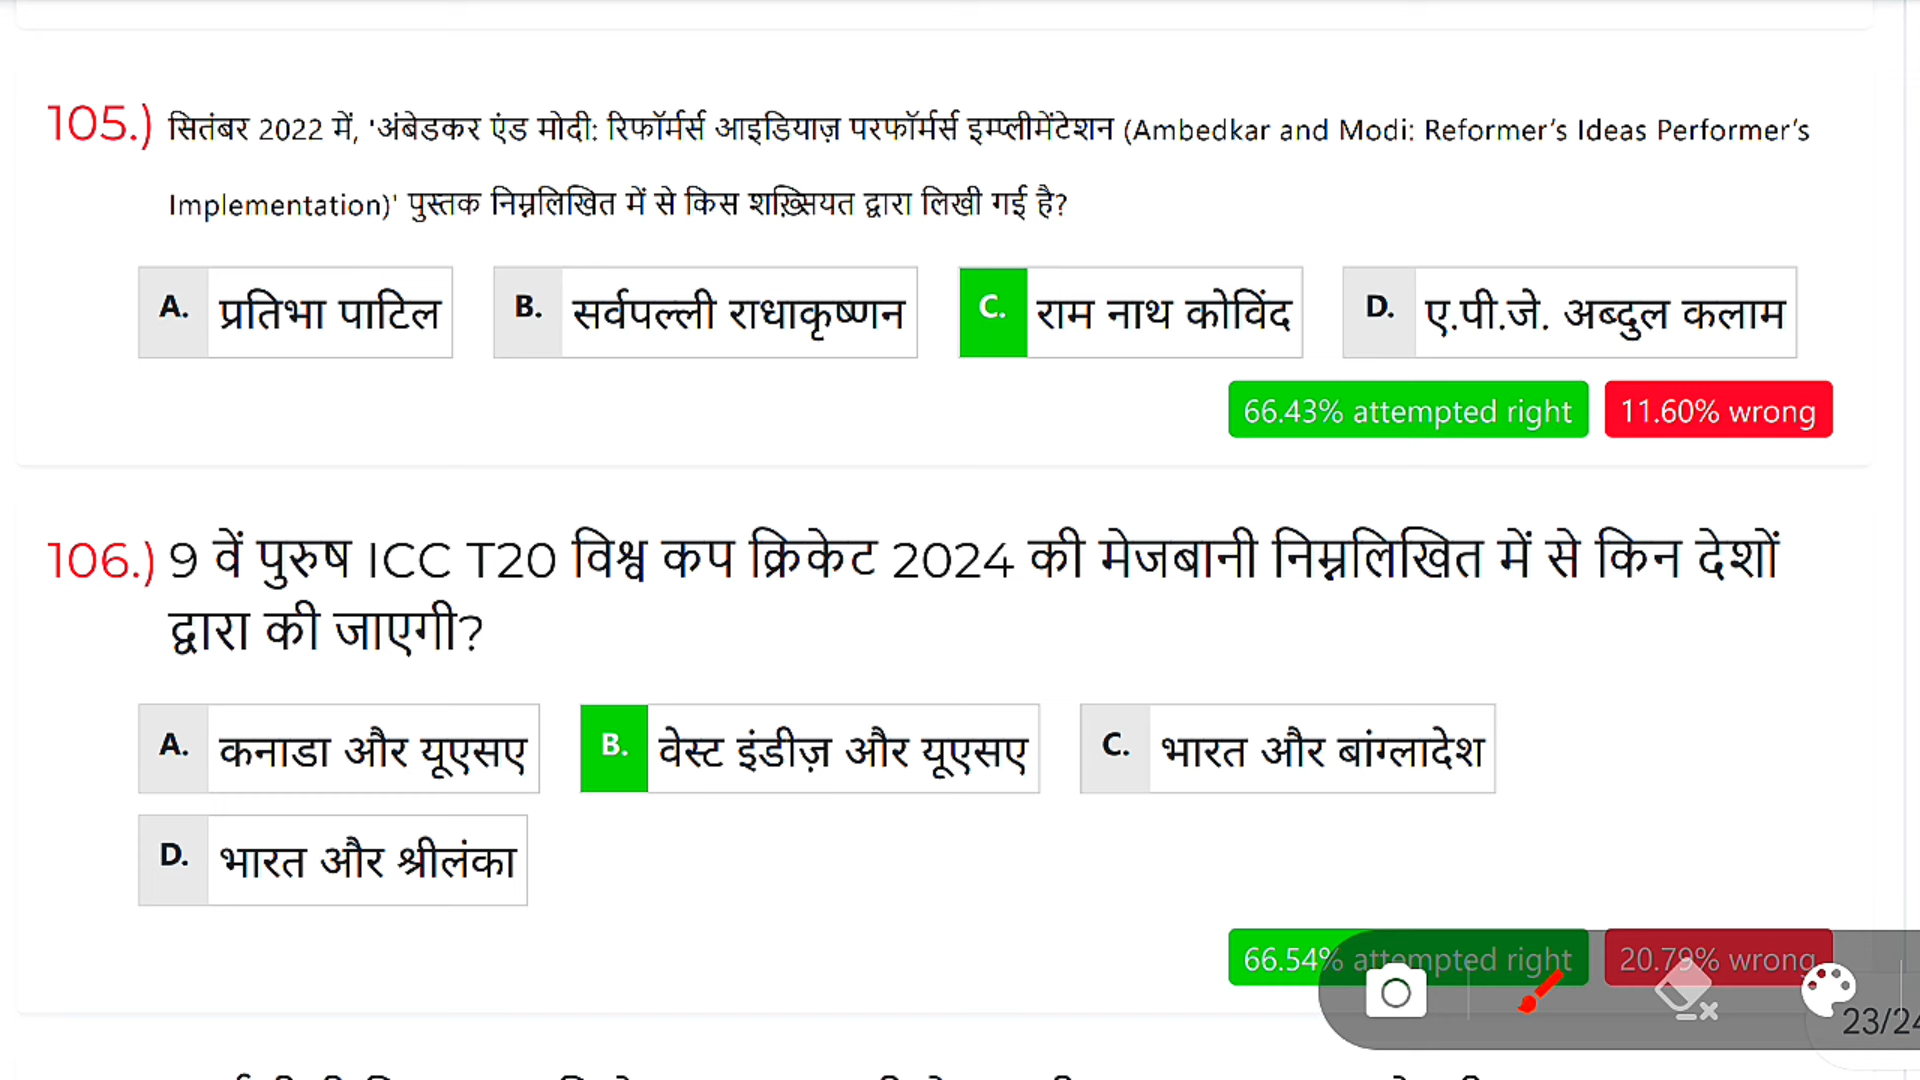 105.) सितंबर 2022 में, 'अंबेडकर एंड मोदी: रिफॉर्मर्स आइडियाज़ परफॉर्मर्स इम्प्लीमेंटेशन (Ambedkar and Modi: Reformer’s Ideas Performer’s
Implementation)' पुस्तक निम्नलिखित में से किस शख़्सियत द्वारा लिखी गई है?
A. प्रतिभा पाटिल B. सर्वपल्ली राधाकृष्णन C. राम नाथ कोविंद D. ए.पी.जे. अब्दुल कलाम
66.43% attempted right 11.60% wrong
106.) 9 वें पुरुष ICC T20 विश्व कप क्रिकेट 2024 की मेजबानी निम्नलिखित में से किन देशों
द्वारा की जाएगी?
A. कनाडा और यूएसए B. वेस्ट इंडीज़ और यूएसए C. भारत और बांग्लादेश
D. भारत और श्रीलंका
66.54% attempted right 20.79% wrong